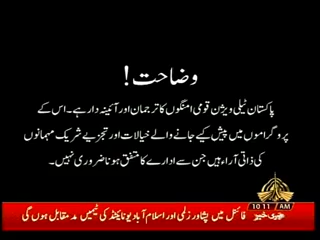 وضاحت !
پاکستان ٹیلی ویژن قومی امنگوں کا ترجمان اور آئینہ دار ہے۔ اس کے
پروگراموں میں پیش کیے جانے والے خیالات اور تجزیے شریک مہمانوں
کی ذاتی آراء ہیں جن سے ادارے کا متفق ہونا ضروری نہیں۔
10 11 AM
فائنل میں پشاور زلمی اور اسلام آباد یونائیٹڈ کی ٹیمیں مدمقابل ہوں گی